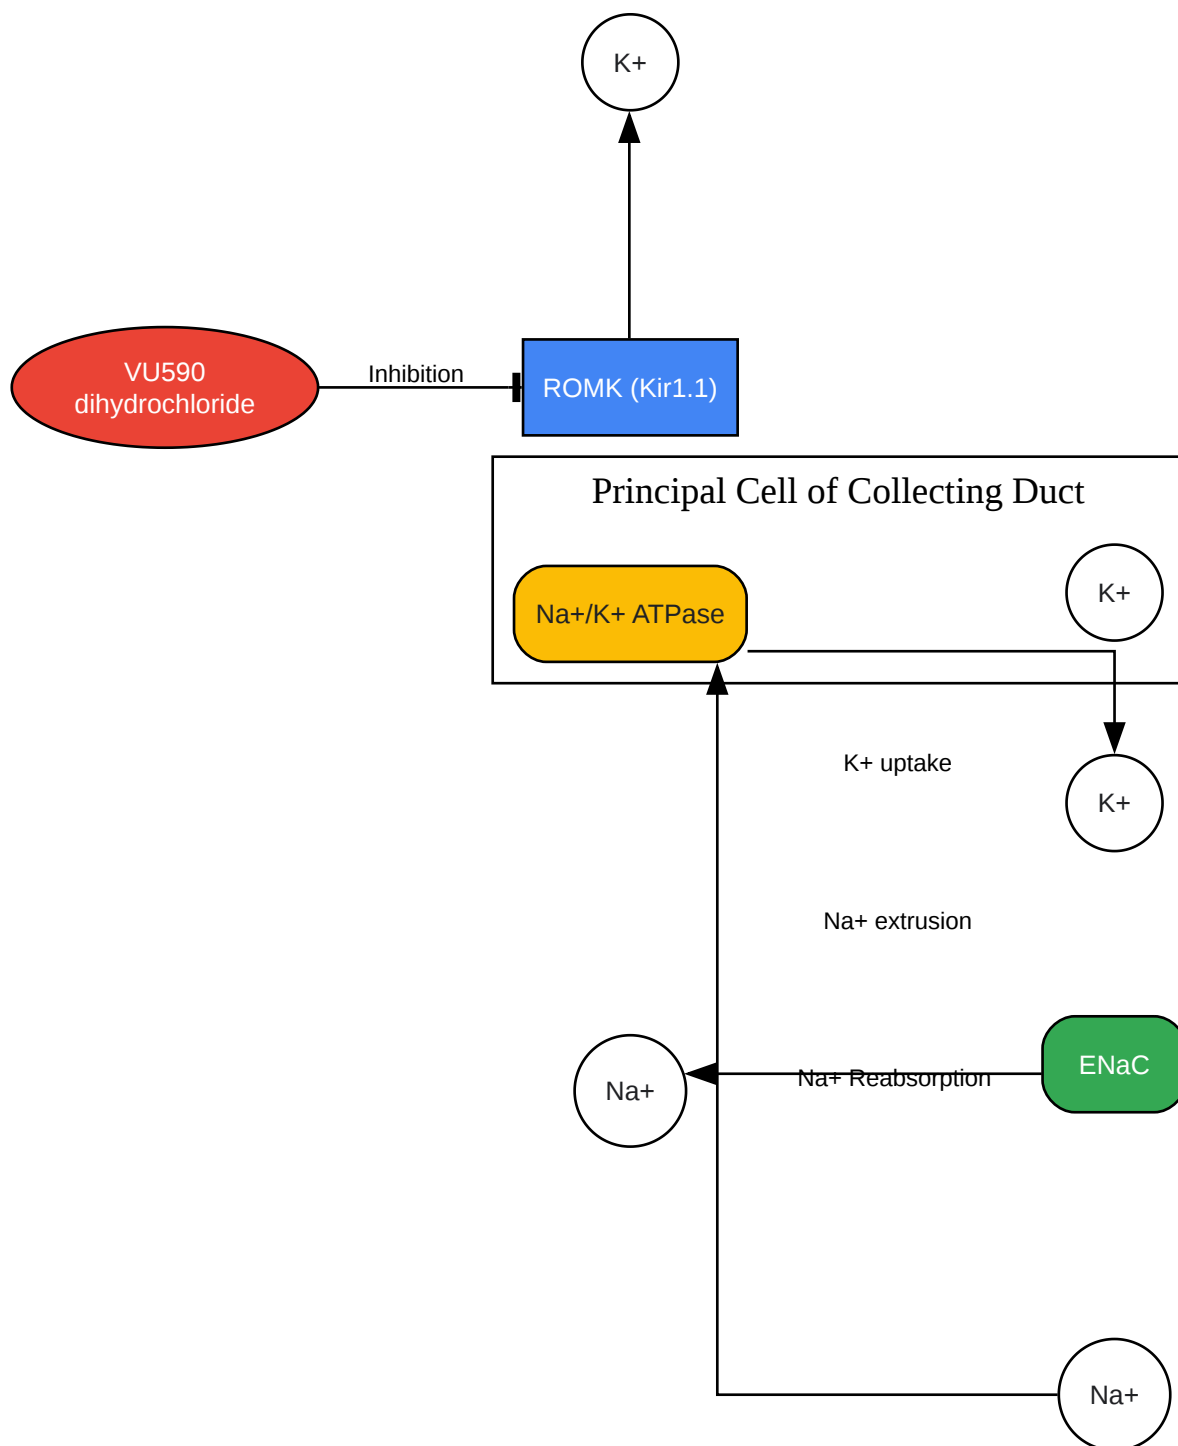 K+
VU590
dihydrochloride
Inhibition
ROMK (Kir1.1)
Principal Cell of Collecting Duct
Na+/K+ ATPase
K+
K+ uptake
K+
Na+ extrusion
Na+
Na+ Reabsorption
ENaC
Na+